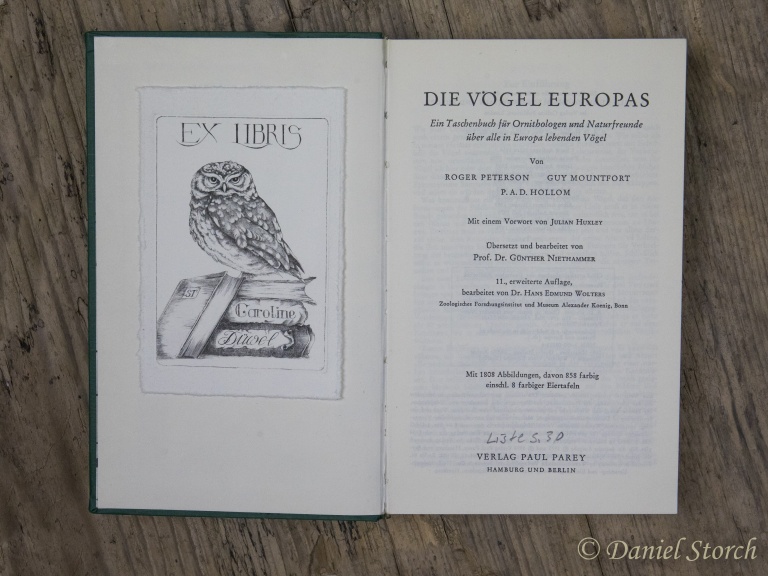 EX LIBRIS
IST
Caroline
DIE VÖGEL EUROPAS
Ein Taschenbuch für Ornithologen und Naturfreunde
über alle in Europa lebenden Vögel
Von
ROGER PETERSON GUY MOUNTFORT
P. A. D. HOLLOM
Mit einem Vorwort von JULIAN HUXLEY
Übersetzt und bearbeitet von
Prof. Dr. GÜNTHER NIETHAMMER
11., erweiterte Auflage,
bearbeitet von Dr. HANS EDMUND WOLTERS
Zoologisches Forschungsinstitut und Museum Alexander Koenig, Bonn
Mit 1808 Abbildungen, davon 858 farbig
einschl. 8 farbiger Eiertafeln
Liste S. 30
VERLAG PAUL PAREY
HAMBURG UND BERLIN
© Daniel Storch